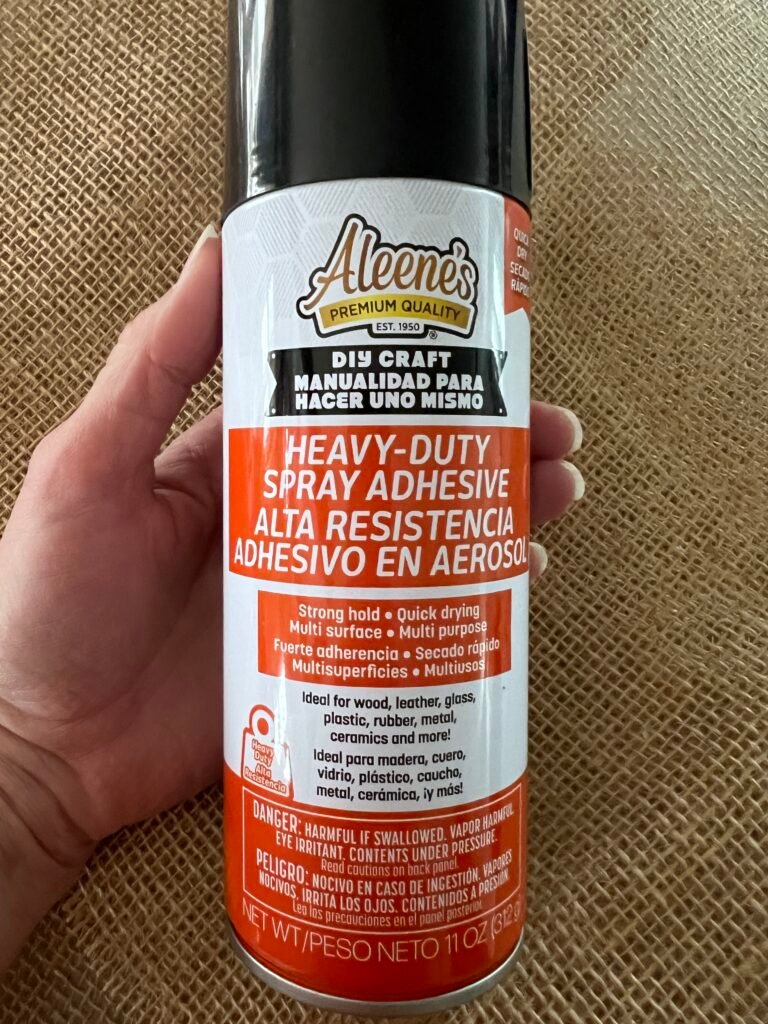 Aleene's
PREMIUM QUALITY
EST. 1950
®
QUICK
DRY
SECADO
RÁPIDO
DIY CRAFT
MANUALIDAD PARA
HACER UNO MISMO
HEAVY-DUTY
SPRAY ADHESIVE
ALTA RESISTENCIA
ADHESIVO EN AEROSOL
Strong hold • Quick drying
Multi surface • Multi purpose
Fuerte adherencia • Secado rápido
Multisuperficies • Multiusos
Ideal for wood, leather, glass,
plastic, rubber, metal,
ceramics and more!
Ideal para madera, cuero,
vidrio, plástico, caucho,
metal, cerámica, ¡y más!
Heavy
Duty
Alta
Resistencia
DANGER: HARMFUL IF SWALLOWED. VAPOR HARMFUL.
EYE IRRITANT. CONTENTS UNDER PRESSURE.
Read cautions on back panel.
PELIGRO: NOCIVO EN CASO DE INGESTIÓN. VAPORES
NOCIVOS, IRRITA LOS OJOS. CONTENIDOS A PRESIÓN.
Lea las precauciones en el panel posterior.
NET WT/PESO NETO 11 OZ (312 g)